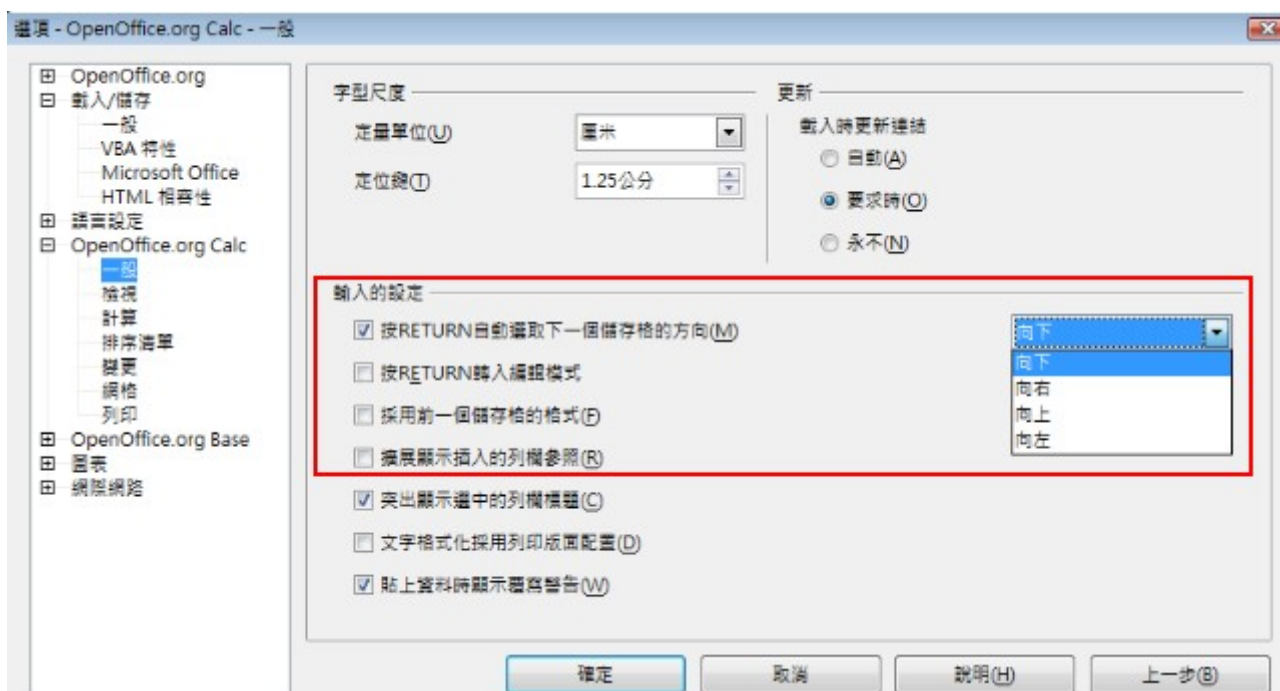 選項 - OpenOffice.org Calc - 一般
OpenOffice.org
載入/儲存
一般
VBA 特性
Microsoft Office
HTML 相容性
語言設定
OpenOffice.org Calc
一般
檢視
計算
排序清單
變更
網格
列印
OpenOffice.org Base
圖表
網際網路
字型尺度
定量單位(U)
厘米
定位鍵(T)
1.25公分
更新
載入時更新連結
自動(A)
要求時(O)
永不(N)
輸入的設定
按RETURN自動選取下一個儲存格的方向(M)
向下
向下
向右
向上
向左
按RETURN轉入編輯模式
採用前一個儲存格的格式(F)
擴展顯示插入的列欄參照(R)
突出顯示選中的列欄標題(C)
文字格式化採用列印版面配置(D)
貼上資料時顯示覆寫警告(W)
確定
取消
說明(H)
上一步(B)